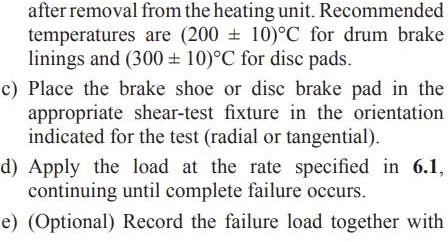 after removal from the heating unit. Recommended
temperatures are (200 ± 10)°C for drum brake
linings and (300 ± 10)°C for disc pads.
c) Place the brake shoe or disc brake pad in the
appropriate shear-test fixture in the orientation
indicated for the test (radial or tangential).
d) Apply the load at the rate specified in 6.1,
continuing until complete failure occurs.
e) (Optional) Record the failure load together with